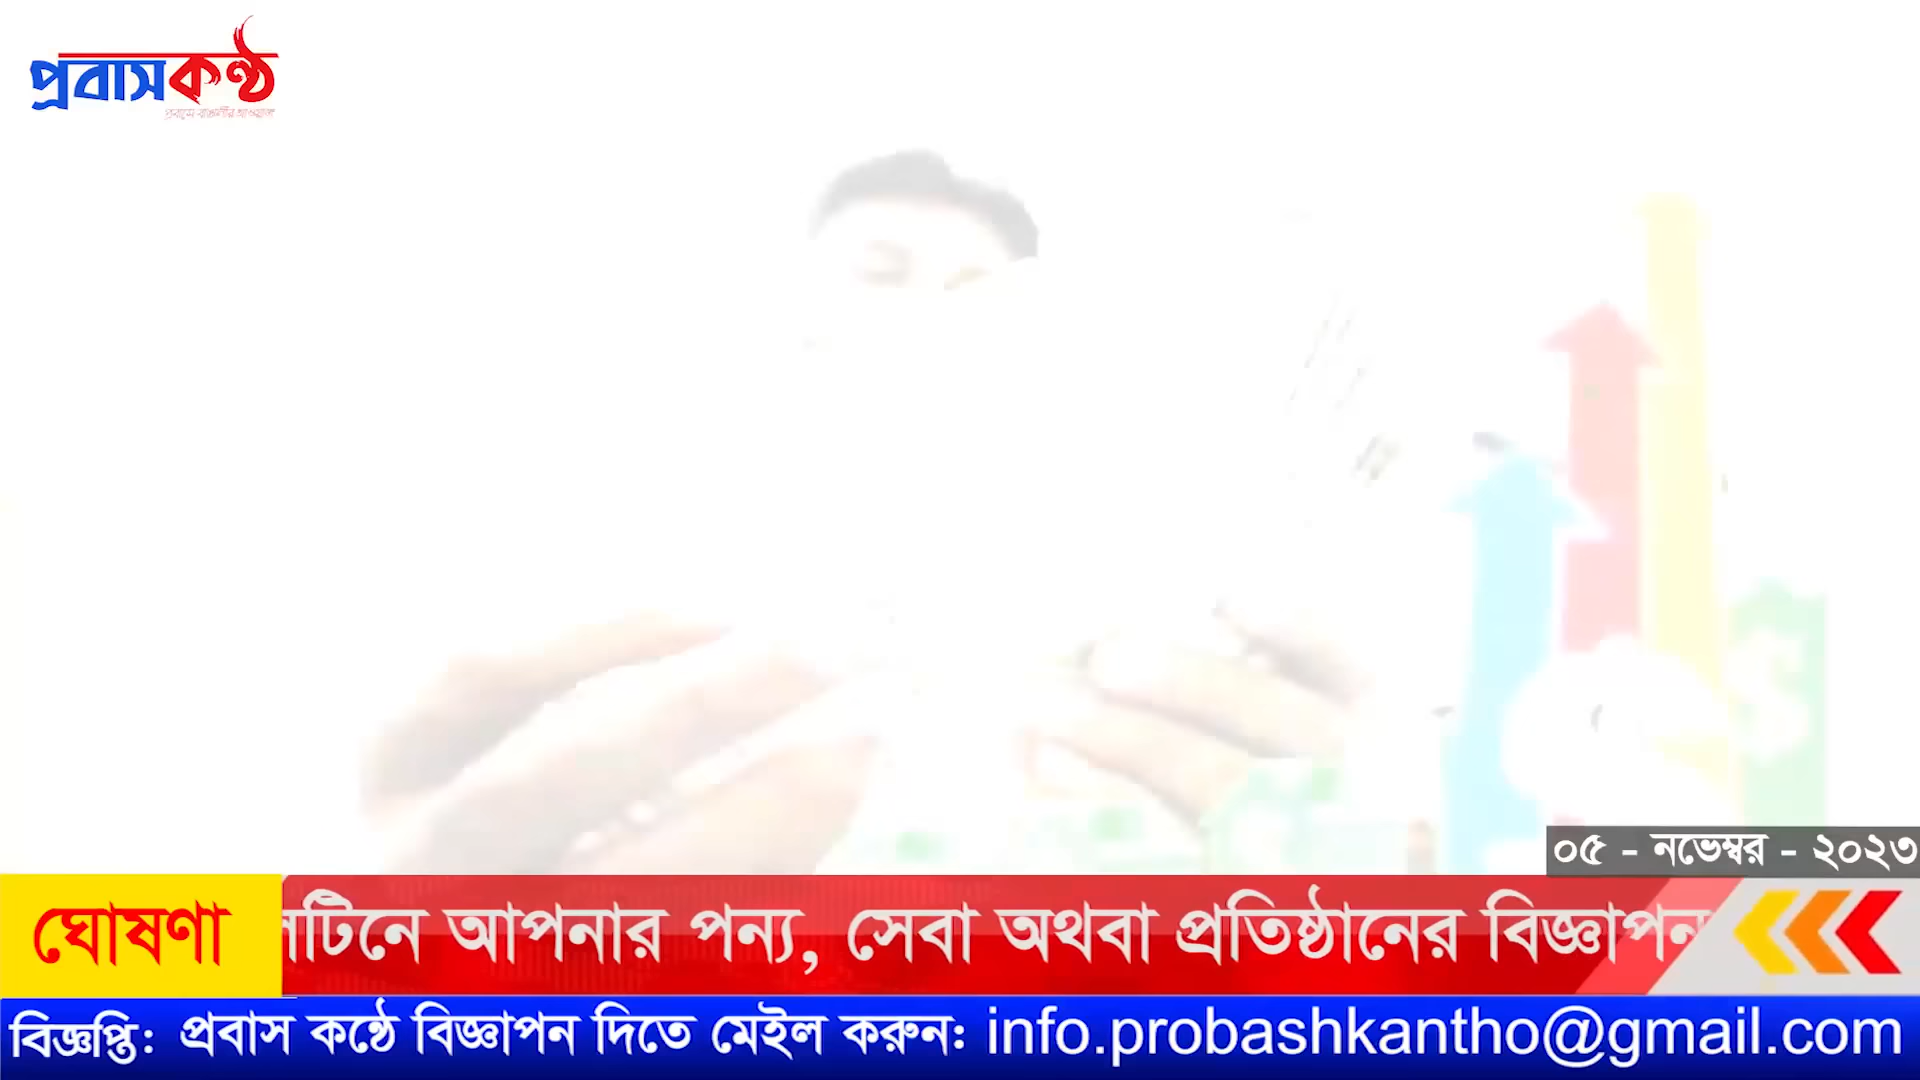 প্রবাসকণ্ঠ
০৫ - নভেম্বর - ২০২৩
ঘোষণা
আপনার পন্য, সেবা অথবা প্রতিষ্ঠানের বিজ্ঞাপন
বিজ্ঞপ্তি: প্রবাস কন্ঠে বিজ্ঞাপন দিতে মেইল করুন: info.probashkantho@gmail.com